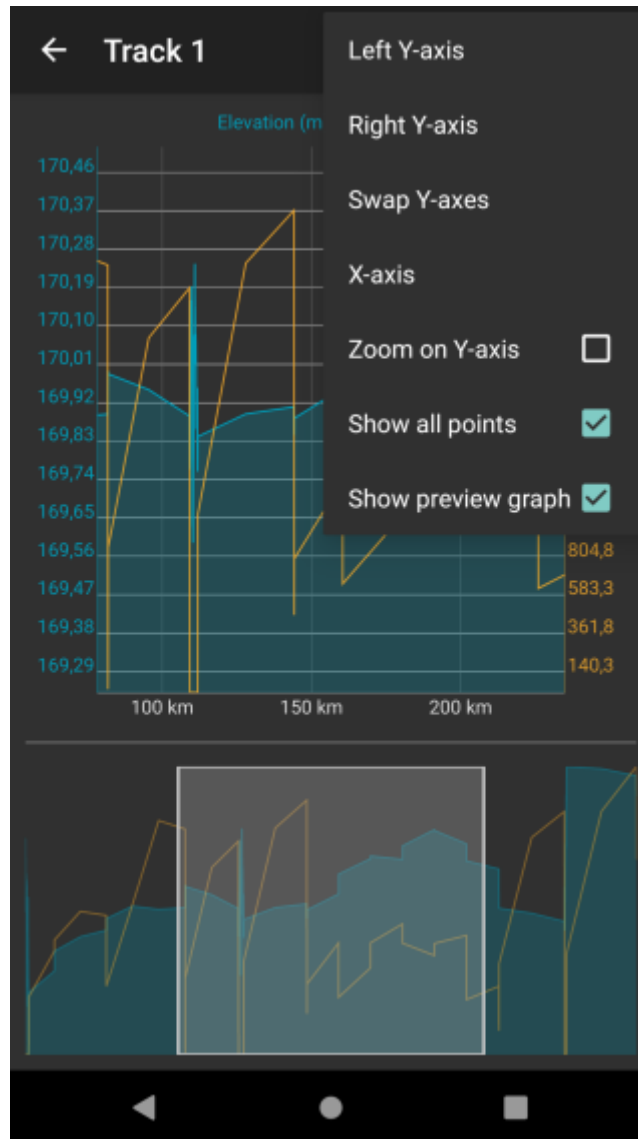 Track 1
Left Y-axis
Right Y-axis
Swap Y-axes
X-axis
Zoom on Y-axis
Show all points
Show preview graph
Elevation (m
170,46
170,37
170,28
170,19
170,10
170,01
169,92
169,83
169,74
169,65
169,56
169,47
169,38
169,29
804,8
583,3
361,8
140,3
100 km
150 km
200 km